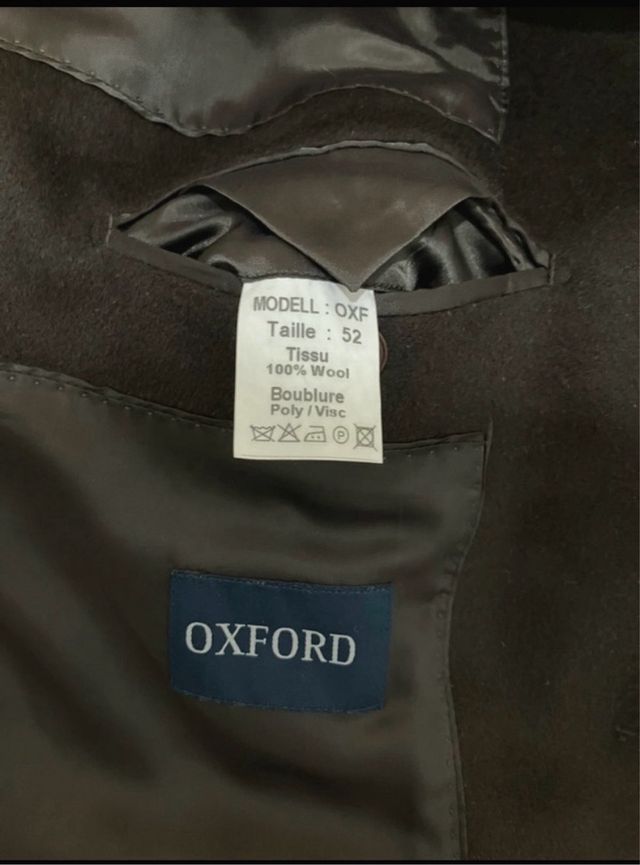 MODELL : OXF
Taille : 52
Tissu
100% Wool
Boublure
Poly / Visc
OXFORD